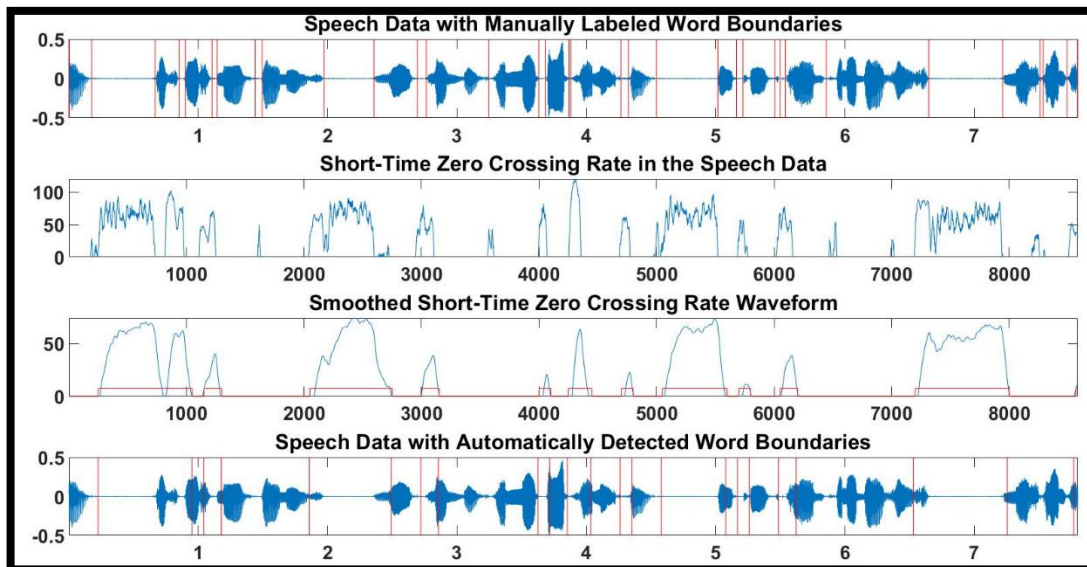 Speech Data with Manually Labeled Word Boundaries
0.5
0
-0.5
1 2 3 4 5 6 7
Short-Time Zero Crossing Rate in the Speech Data
100
50
0
1000 2000 3000 4000 5000 6000 7000 8000
Smoothed Short-Time Zero Crossing Rate Waveform
50
0
1000 2000 3000 4000 5000 6000 7000 8000
Speech Data with Automatically Detected Word Boundaries
0.5
0
-0.5
1 2 3 4 5 6 7